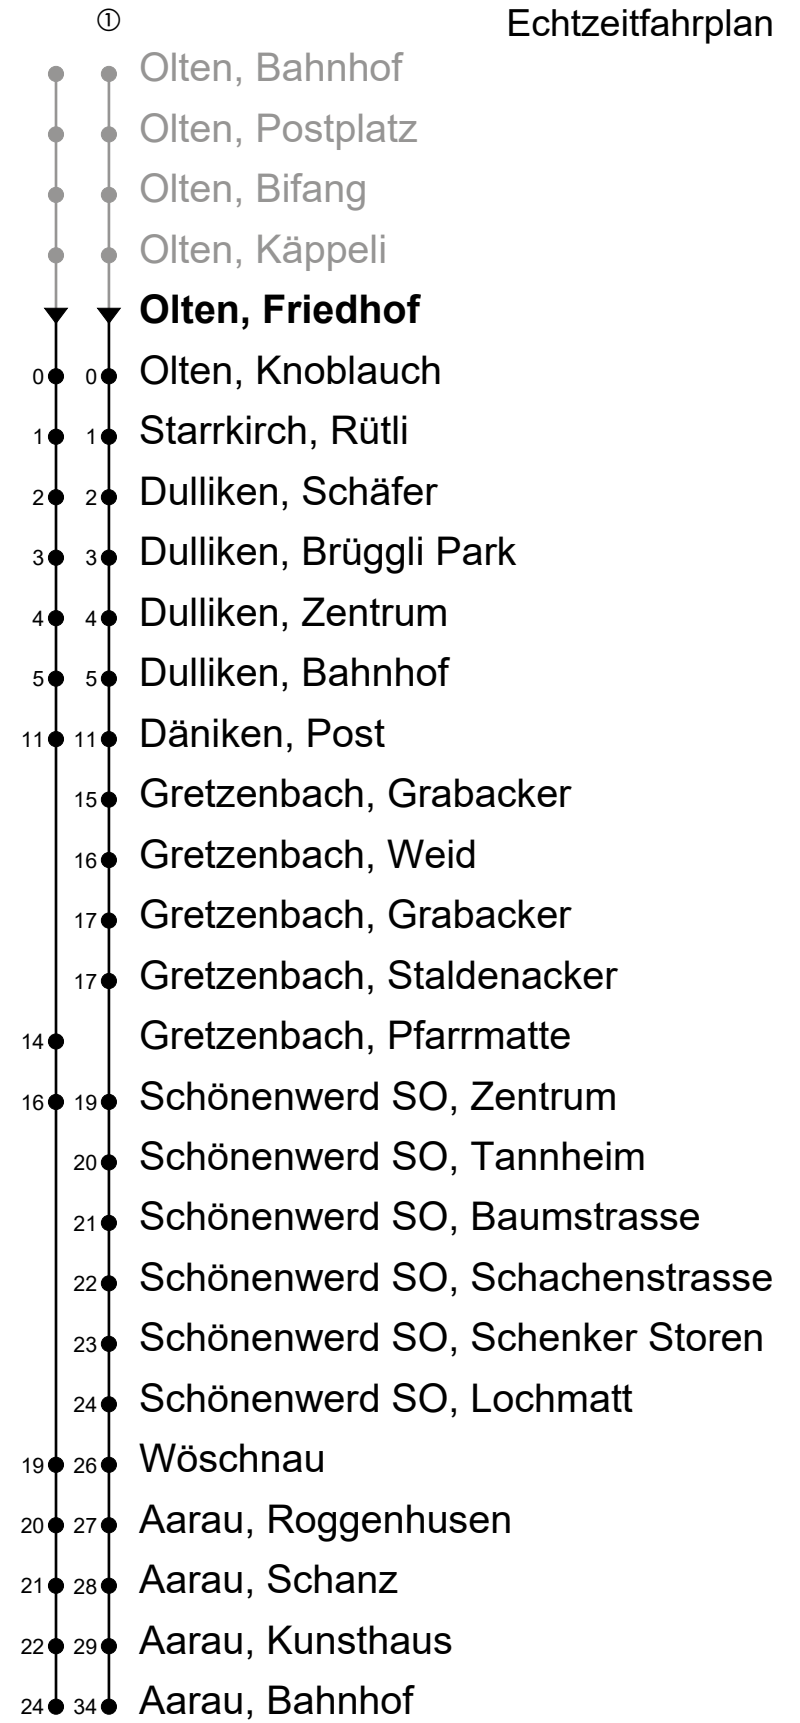 ① Echtzeitfahrplan
Olten, Bahnhof
Olten, Postplatz
Olten, Bifang
Olten, Käppeli
Olten, Friedhof
0 0 Olten, Knoblauch
1 1 Starrkirch, Rütli
2 2 Dulliken, Schäfer
3 3 Dulliken, Brüggli Park
4 4 Dulliken, Zentrum
5 5 Dulliken, Bahnhof
11 11 Däniken, Post
15 Gretzenbach, Grabacker
16 Gretzenbach, Weid
17 Gretzenbach, Grabacker
17 Gretzenbach, Staldenacker
14 Gretzenbach, Pfarrmatte
16 19 Schönenwerd SO, Zentrum
20 Schönenwerd SO, Tannheim
21 Schönenwerd SO, Baumstrasse
22 Schönenwerd SO, Schachenstrasse
23 Schönenwerd SO, Schenker Storen
24 Schönenwerd SO, Lochmatt
19 26 Wöschnau
20 27 Aarau, Roggenhusen
21 28 Aarau, Schanz
22 29 Aarau, Kunsthaus
24 34 Aarau, Bahnhof